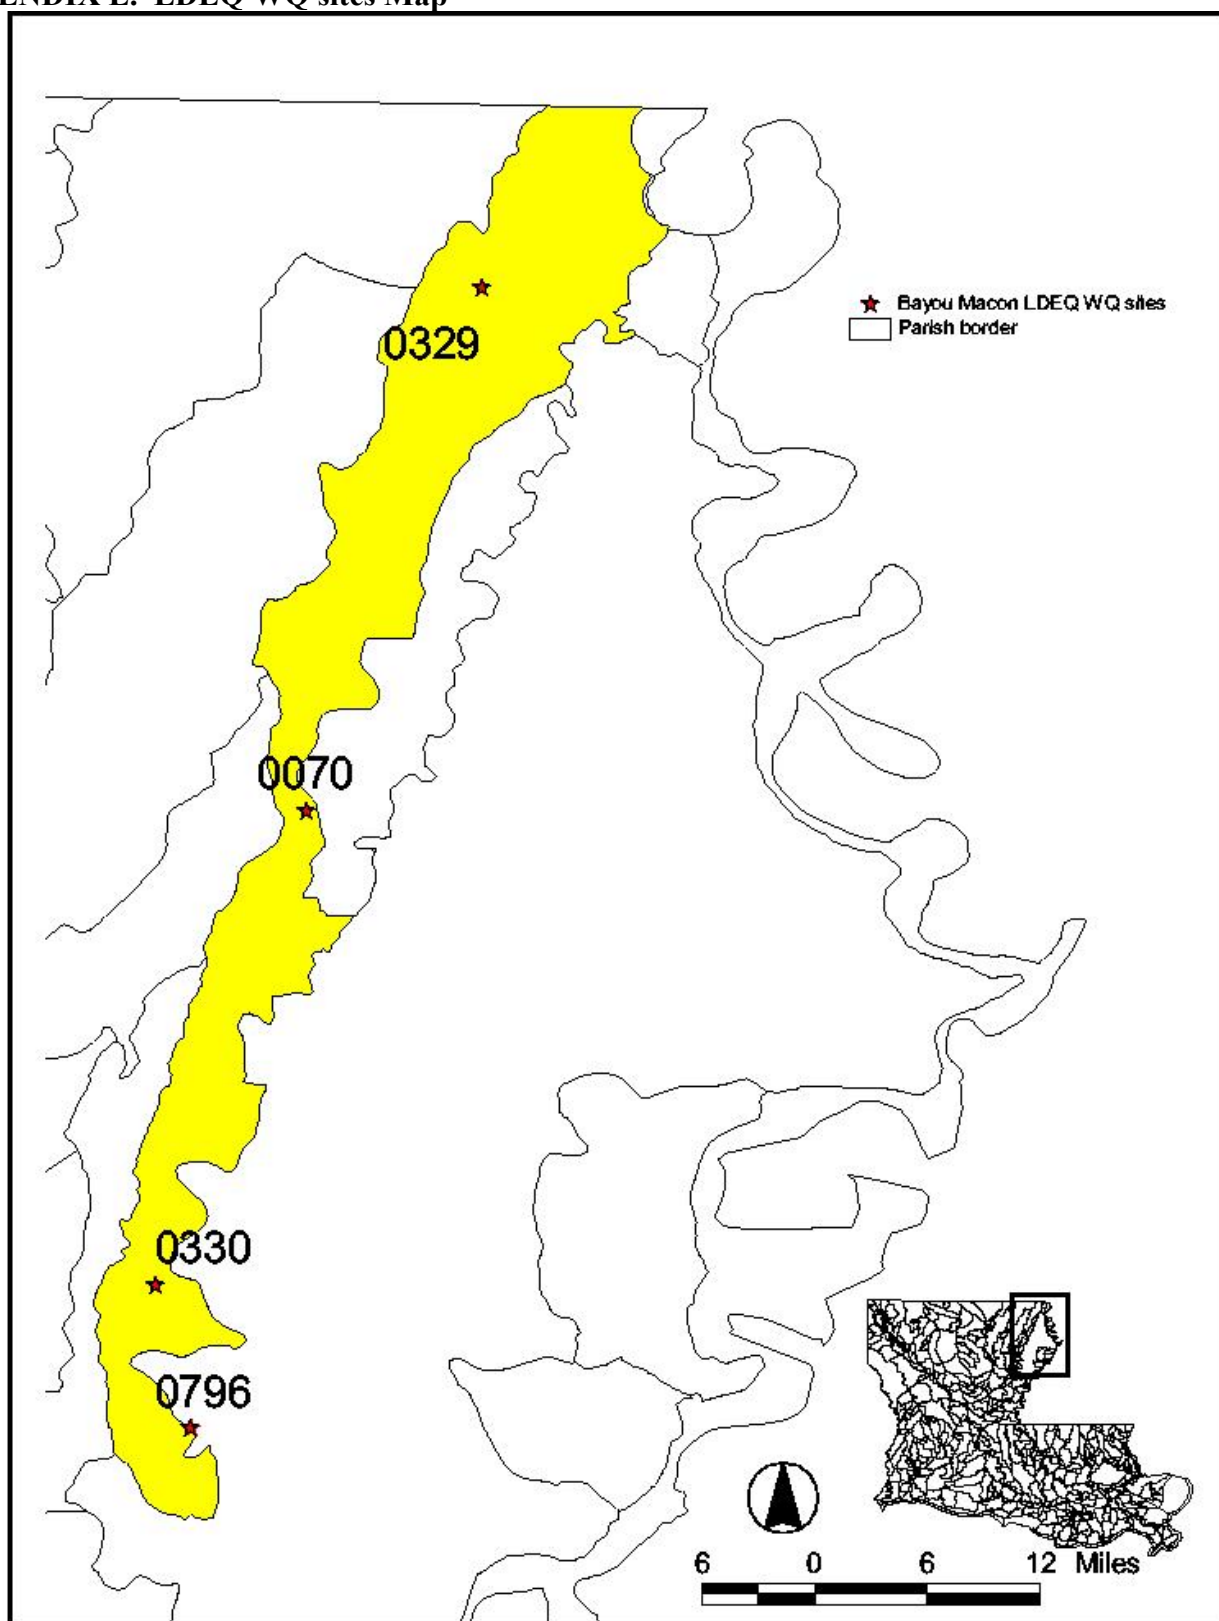 ENDIX E: LDEQ WQ sites Map
Bayou Macon LDEQ WQ sites
Parish border
0329
0070
0330
0796
6 0 6 12 Miles